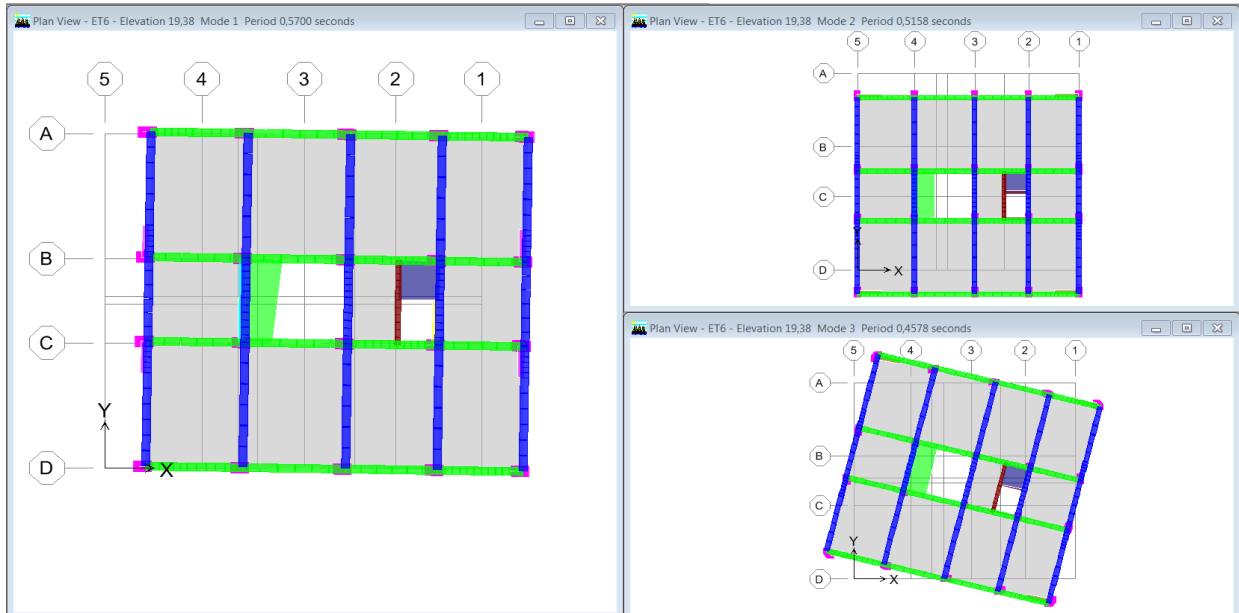 Plan View - ET6 - Elevation 19,38 Mode 1 Period 0,5700 seconds
5
4
3
2
1
A
B
C
D
Y
X
Plan View - ET6 - Elevation 19,38 Mode 2 Period 0,5158 seconds
5
4
3
2
1
A
B
C
D
Y
X
Plan View - ET6 - Elevation 19,38 Mode 3 Period 0,4578 seconds
5
4
3
2
1
A
B
C
D
Y
X